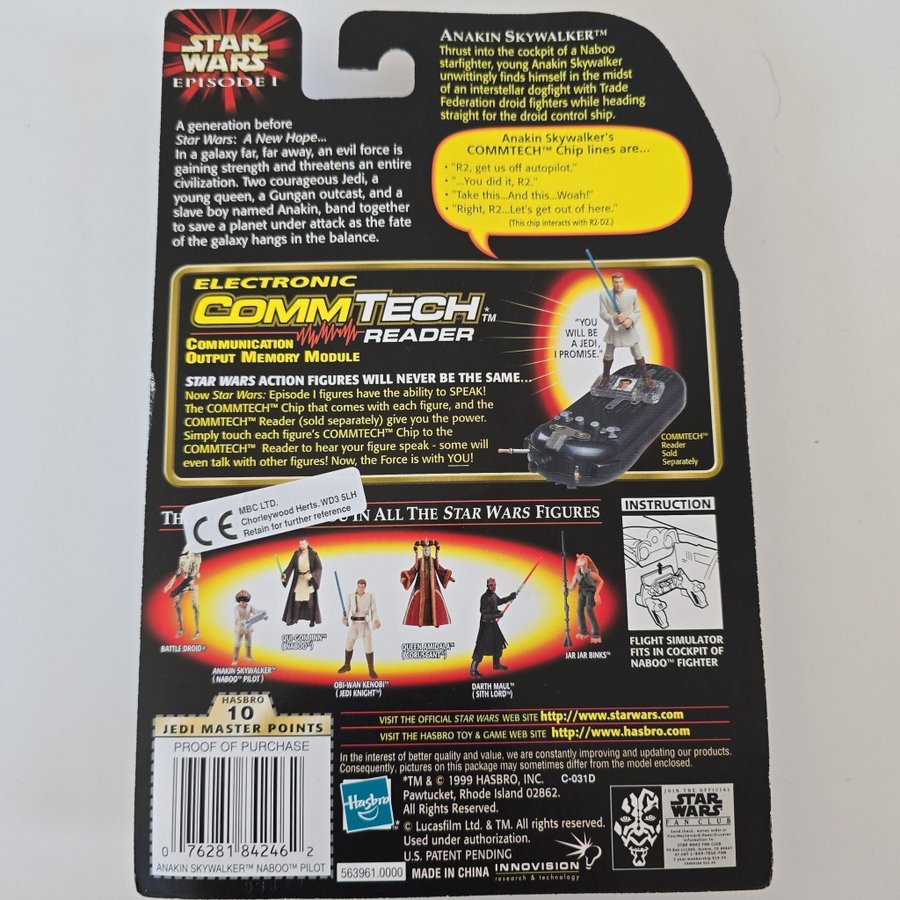 STAR
WARS
EPISODE I
A generation before
Star Wars: A New Hope...
In a galaxy far, far away, an evil force is
gaining strength and threatens an entire
civilization. Two courageous Jedi, a
young queen, a Gungan outcast, and a
slave boy named Anakin, band together
to save a planet under attack as the fate
of the galaxy hangs in the balance.
ANAKIN SKYWALKER™
Thrust into the cockpit of a Naboo
starfighter, young Anakin Skywalker
unwittingly finds himself in the midst
of an interstellar dogfight with Trade
Federation droid fighters while heading
straight for the droid control ship.
Anakin Skywalker's
COMMTECH™ Chip lines are...
• "R2, get us off autopilot."
• "...You did it, R2."
• "Take this...And this...Woah!"
• "Right, R2...Let's get out of here."
(This chip interacts with R2-D2.)
ELECTRONIC
COMMTECH*™
READER
COMMUNICATION
OUTPUT MEMORY MODULE
"YOU
WILL BE
A JEDI,
I PROMISE."
STAR WARS ACTION FIGURES WILL NEVER BE THE SAME...
Now Star Wars: Episode I figures have the ability to SPEAK!
The COMMTECH™ Chip that comes with each figure, and the
COMMTECH™ Reader (sold separately) give you the power.
Simply touch each figure's COMMTECH™ Chip to the
COMMTECH™ Reader to hear your figure speak - some will
even talk with other figures! Now, the Force is with YOU!
COMMTECH™
Reader
Sold
Separately
CE
MBC LTD.
Chorleywood Herts. WD3 5LH
Retain for further reference
IN ALL THE STAR WARS FIGURES
BATTLE DROID
ANAKIN SKYWALKER™
(NABOO™ PILOT)
QUI-GON JINN™
(NABOO™)
OBI-WAN KENOBI™
(JEDI KNIGHT™)
QUEEN AMIDALA™
(CORUSCANT™)
DARTH MAUL™
(SITH LORD™)
JAR JAR BINKS™
INSTRUCTION
FLIGHT SIMULATOR
FITS IN COCKPIT OF
NABOO™ FIGHTER
HASBRO
10
JEDI MASTER POINTS
PROOF OF PURCHASE
0 76281 84246 2
ANAKIN SKYWALKER™ NABOO™ PILOT
VISIT THE OFFICIAL STAR WARS WEB SITE http://www.starwars.com
VISIT THE HASBRO TOY & GAME WEB SITE http://www.hasbro.com
In the interest of better quality and value, we are constantly improving and updating our products.
Consequently, pictures on this package may sometimes differ from the model enclosed.
Hasbro
*TM & © 1999 HASBRO, INC. C-031D
Pawtucket, Rhode Island 02862.
All Rights Reserved.
* © Lucasfilm Ltd. & TM. All rights reserved.
Used under authorization.
U.S. PATENT PENDING
563961.0000 MADE IN CHINA
INNOVISION
research & technology
JOIN THE OFFICIAL
STAR
WARS
FAN CLUB